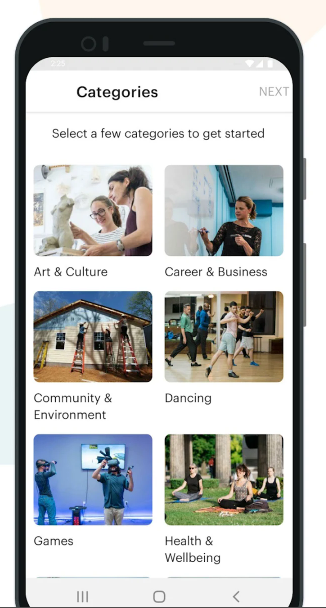 Categories
NEXT
Select a few categories to get started
Art & Culture
Career & Business
Community &
Environment
Dancing
Games
Health &
Wellbeing